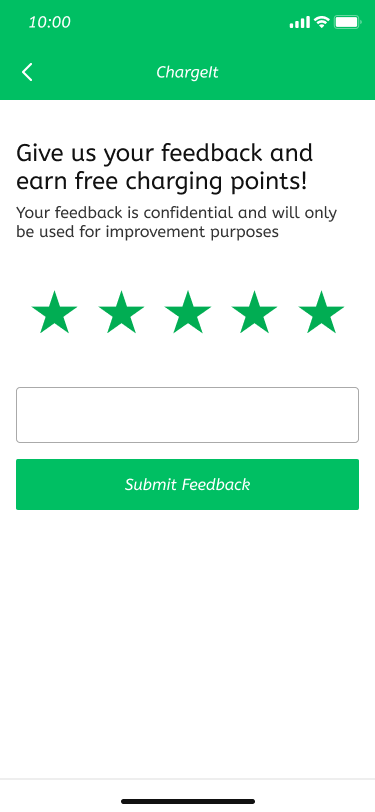 10:00
ChargeIt
Give us your feedback and
earn free charging points!
Your feedback is confidential and will only
be used for improvement purposes
Submit Feedback